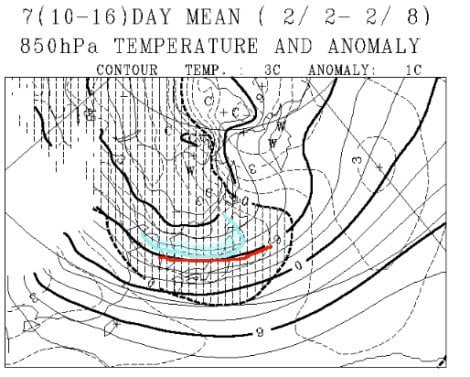 7(10-16)DAY MEAN ( 2/ 2- 2/ 8)
850hPa TEMPERATURE AND ANOMALY
CONTOUR TEMP. : 3C ANOMALY: 1C
C
C
W
W
W
3
3
0
0
9